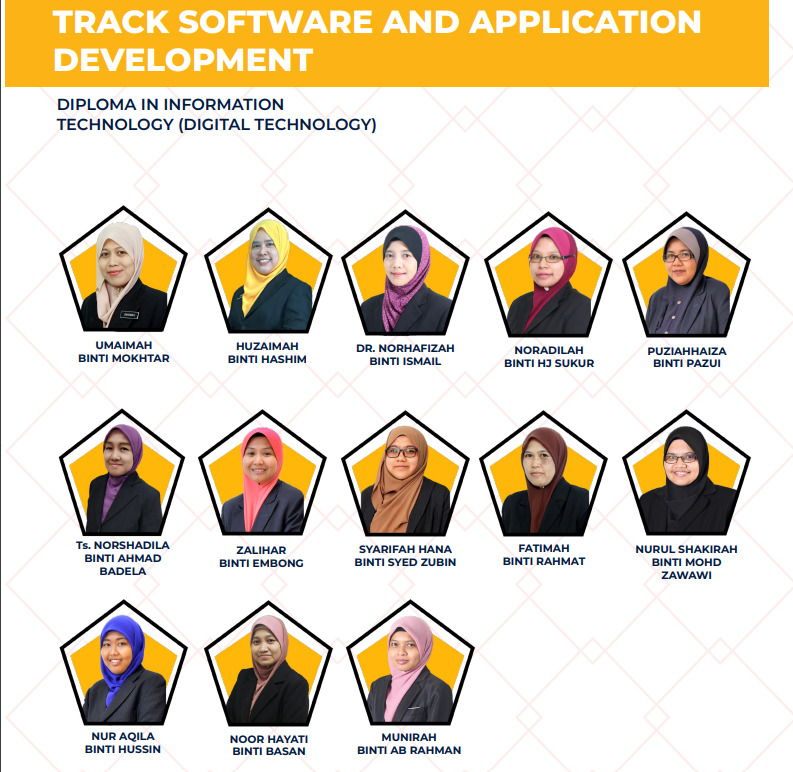 TRACK SOFTWARE AND APPLICATION
DEVELOPMENT
DIPLOMA IN INFORMATION
TECHNOLOGY (DIGITAL TECHNOLOGY)
UMAIMAH
BINTI MOKHTAR
HUZAIMAH
BINTI HASHIM
DR. NORHAFIZAH
BINTI ISMAIL
NORADILAH
BINTI HJ SUKUR
PUZIAHHAIZA
BINTI PAZUI
Ts. NORSHADILA
BINTI AHMAD
BADELA
ZALIHAR
BINTI EMBONG
SYARIFAH HANA
BINTI SYED ZUBIN
FATIMAH
BINTI RAHMAT
NURUL SHAKIRAH
BINTI MOHD
ZAWAWI
NUR AQILA
BINTI HUSSIN
NOOR HAYATI
BINTI BASAN
MUNIRAH
BINTI AB RAHMAN